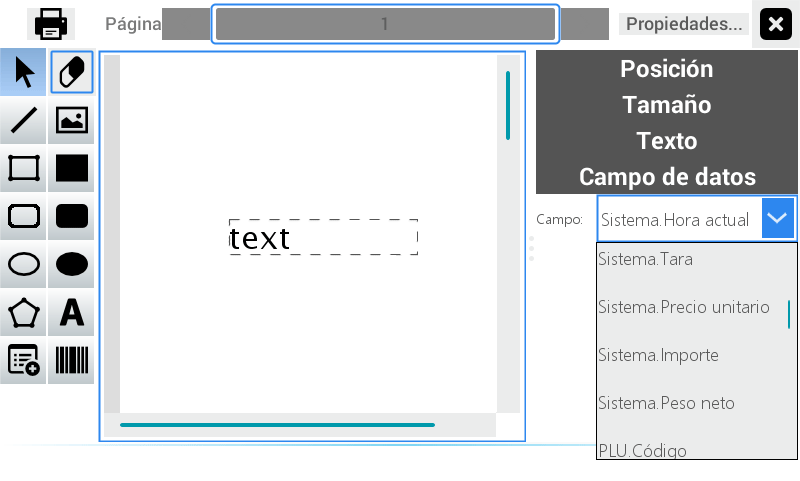 Página
1
Propiedades...
Posición
Tamaño
Texto
Campo de datos
Campo:
Sistema.Hora actual
Sistema.Tara
Sistema.Precio unitario
Sistema.Importe
Sistema.Peso neto
PLU.Código
text
A